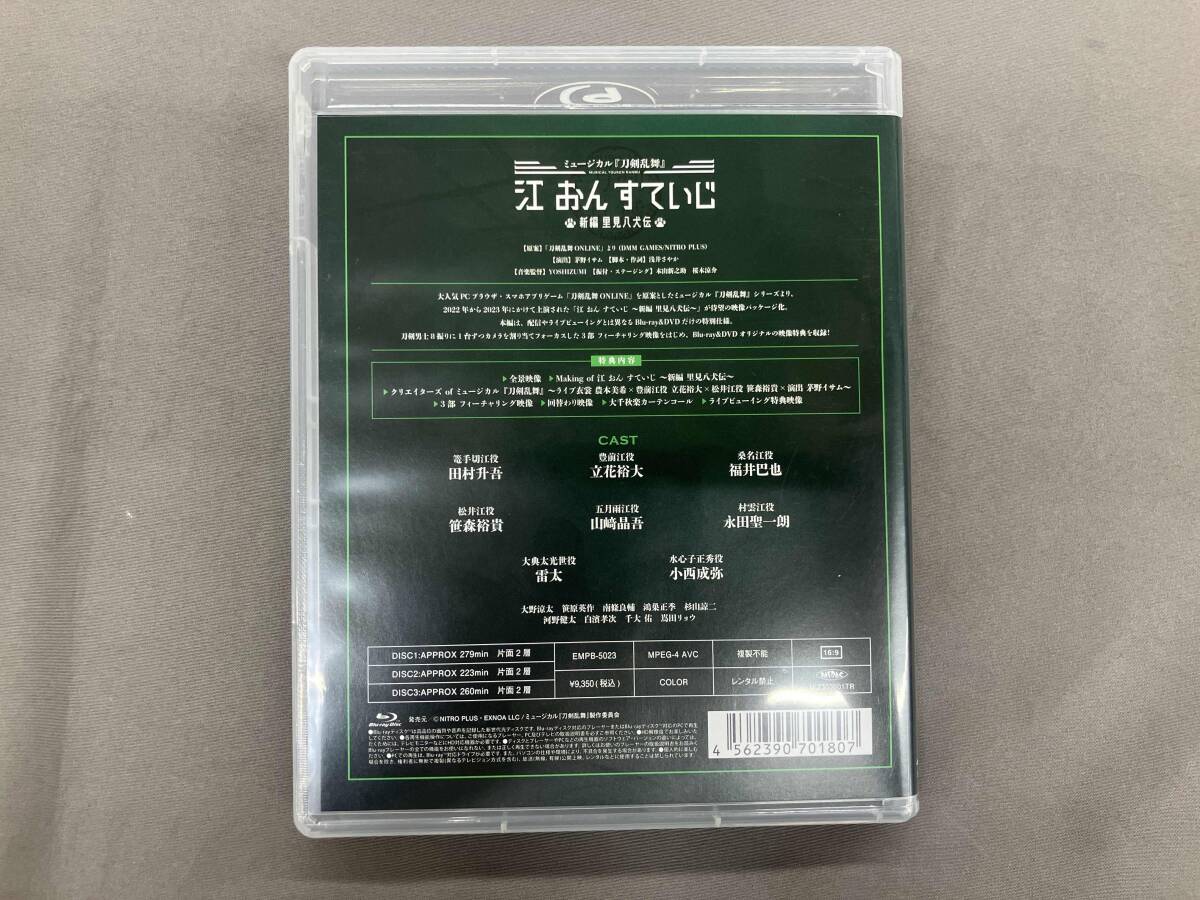 ミュージカル『刀剣乱舞』
MUSICAL TOUKEN RANBU
江 おん すていじ
新編 里見八犬伝
【原案】「刀剣乱舞ONLINE」より(DMM GAMES/NITRO PLUS)
【演出】茅野イサム 【脚本・作詞】浅井さやか
【音楽監督】YOSHIZUMI 【振付・ステージング】本山新之助 桜木涼介
大人気PCブラウザ・スマホアプリゲーム「刀剣乱舞ONLINE」を原案としたミュージカル『刀剣乱舞』シリーズより、
2022年から2023年にかけて上演された「江 おん すていじ ～新編 里見八犬伝～」が待望の映像パッケージ化。
本編は、配信やライブビューイングとは異なるBlu-ray&DVDだけの特別仕様。
刀剣男士8振りに1台ずつカメラを割り当てフォーカスした3部 フィーチャリング映像をはじめ、Blu-ray&DVDオリジナルの映像特典を収録!
特典内容
▶全景映像 ▶Making of 江 おん すていじ ～新編 里見八犬伝～
▶クリエイターズ of ミュージカル『刀剣乱舞』～ライブ衣裳 農本美希×豊前江役 立花裕大×松井江役 笹森裕貴×演出 茅野イサム～
▶3部 フィーチャリング映像 ▶回替わり映像 ▶大千秋楽カーテンコール ▶ライブビューイング特典映像
CAST
篭手切江役 豊前江役 桑名江役
田村升吾 立花裕大 福井巴也
松井江役 五月雨江役 村雲江役
笹森裕貴 山﨑晶吾 永田聖一朗
大典太光世役 水心子正秀役
雷太 小西成弥
大野涼太 笹原英作 南條良輔 鴻巣正季 杉山諒二
河野健太 白濱孝次 千大佑 嶌田リョウ
DISC1:APPROX 279min 片面2層 EMPB-5023 MPEG-4 AVC 複製不能 16:9
DISC2:APPROX 223min 片面2層
DISC3:APPROX 260min 片面2層 ¥9,350(税込) COLOR レンタル禁止
Blu-ray Disc 発売元/©NITRO PLUS・EXNOA LLC/ミュージカル『刀剣乱舞』製作委員会
4 562390 701807